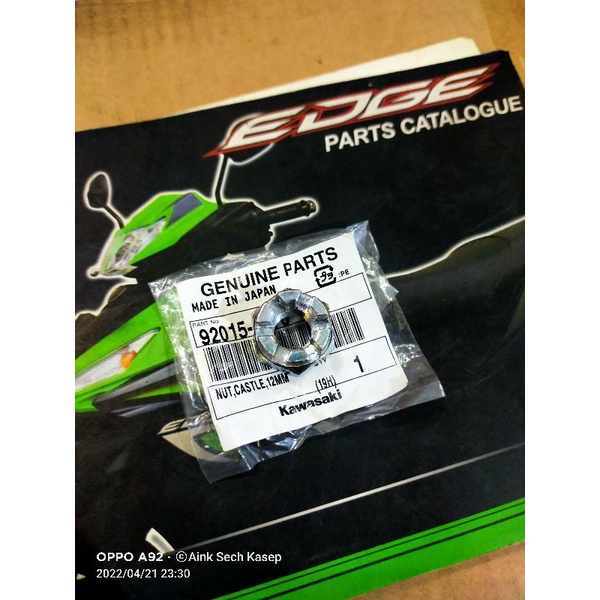 EDGE
PARTS CATALOGUE
GENUINE PARTS
MADE IN JAPAN
:PE
PART No.
92015-
NUT,CASTLE,12MM
(19H)
1
Kawasaki
OPPO A92 · ©Aink Sech Kasep
2022/04/21 23:30